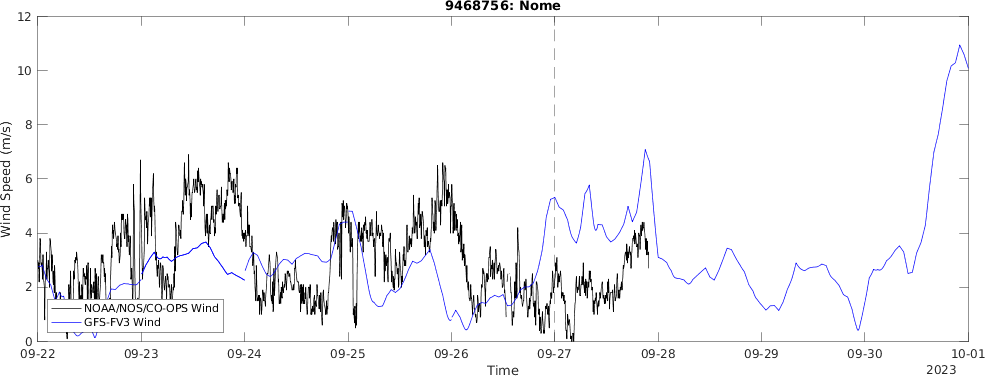 9468756: Nome
12
10
8
6
4
2
0
Wind Speed (m/s)
NOAA/NOS/CO-OPS Wind
GFS-FV3 Wind
09-22 09-23 09-24 09-25 09-26 09-27 09-28 09-29 09-30 10-01
Time
2023